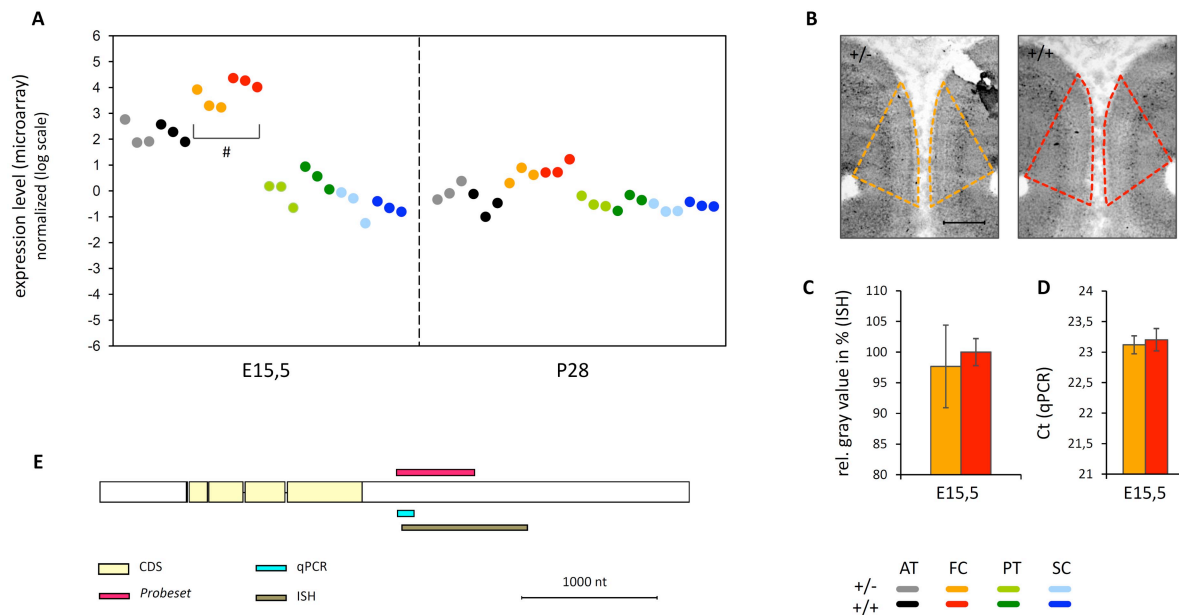 A
expression level (microarray)
normalized (log scale)
6
5
4
3
2
1
0
-1
-2
-3
-4
-5
-6
#
E15,5
P28
B
+/-
+/+
C
rel. gray value in % (ISH)
110
105
100
95
90
85
80
E15,5
D
Ct (qPCR)
24
23,5
23
22,5
22
21,5
21
E15,5
E
CDS
Probeset
qPCR
ISH
1000 nt
AT FC PT SC
+/-
+/+